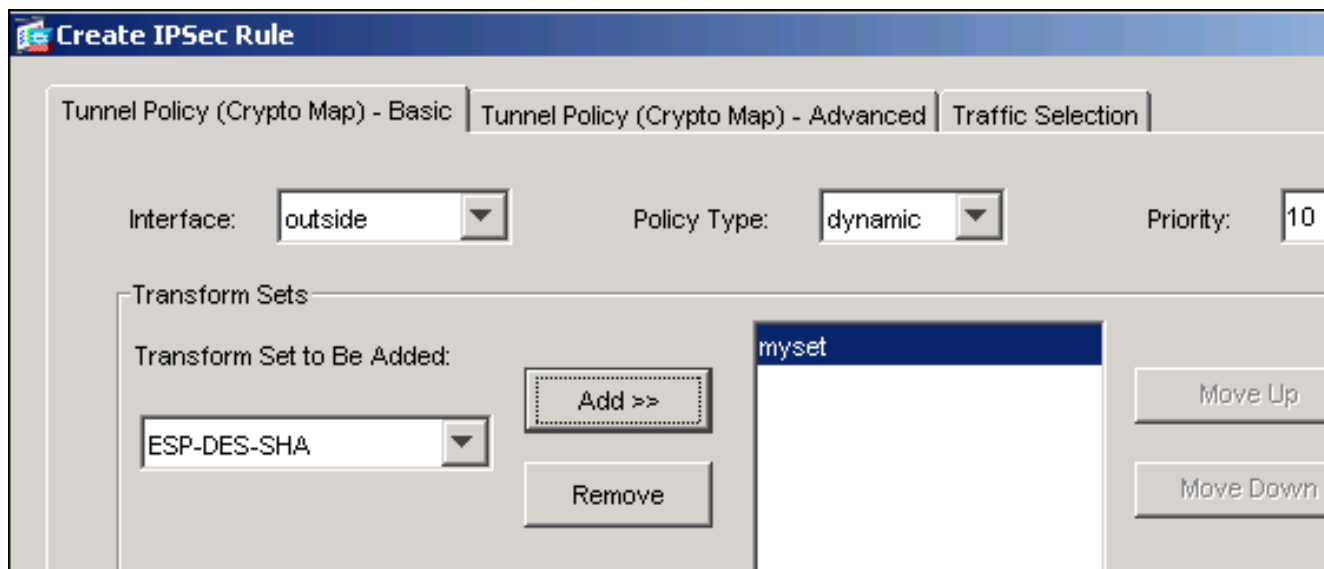 Create IPSec Rule
Tunnel Policy (Crypto Map) - Basic
Tunnel Policy (Crypto Map) - Advanced
Traffic Selection
Interface:
outside
Policy Type:
dynamic
Priority:
10
Transform Sets
Transform Set to Be Added:
ESP-DES-SHA
Add >>
Remove
myset
Move Up
Move Down